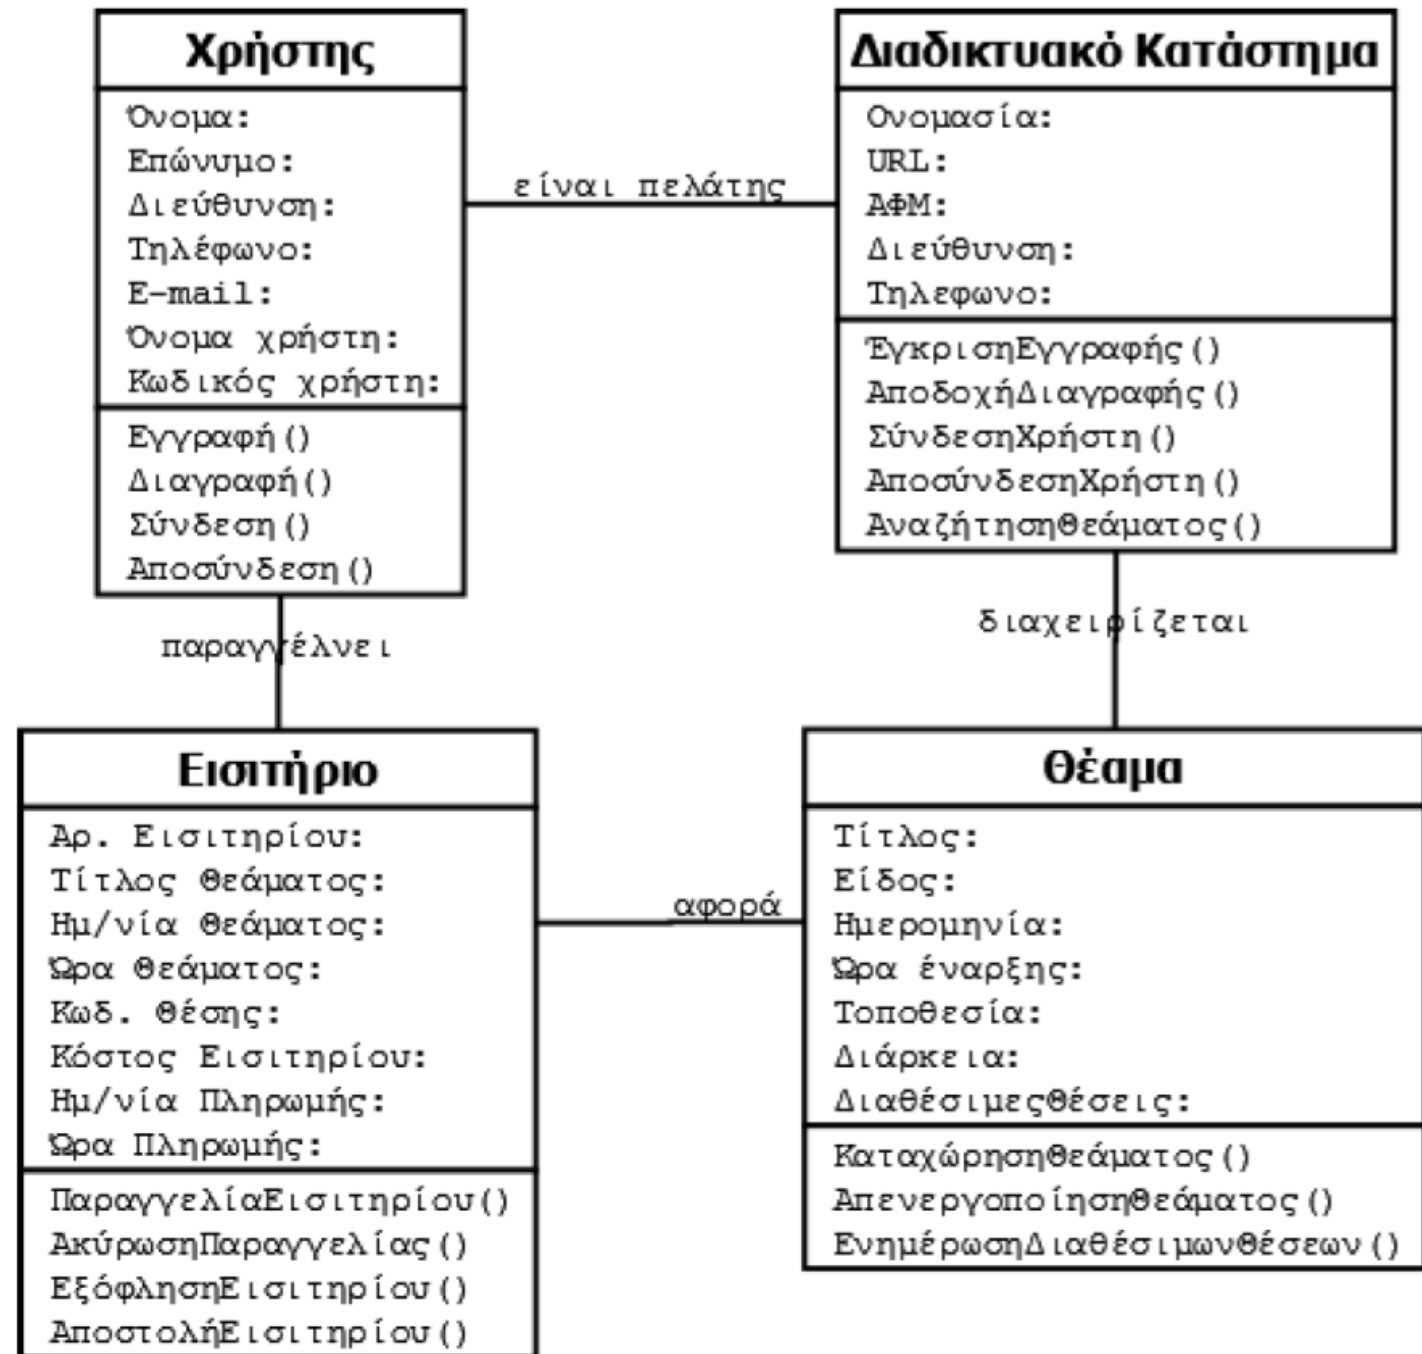 Χρήστης
Όνομα:
Επώνυμο:
Διεύθυνση:
Τηλέφωνο:
E-mail:
Όνομα χρήστη:
Κωδικός χρήστη:
Εγγραφή()
Διαγραφή()
Σύνδεση()
Αποσύνδεση()
είναι πελάτης
Διαδικτυακό Κατάστημα
Ονομασία:
URL:
ΑΦΜ:
Διεύθυνση:
Τηλεφωνο:
ΈγκρισηΕγγραφής()
ΑποδοχήΔιαγραφής()
ΣύνδεσηΧρήστη()
ΑποσύνδεσηΧρήστη()
ΑναζήτησηΘεάματος()
παραγγέλνει
διαχειρίζεται
Εισιτήριο
Αρ. Εισιτηρίου:
Τίτλος Θεάματος:
Ημ/νία Θεάματος:
Ώρα Θεάματος:
Κωδ. Θέσης:
Κόστος Εισιτηρίου:
Ημ/νία Πληρωμής:
Ώρα Πληρωμής:
ΠαραγγελίαΕισιτηρίου()
ΑκύρωσηΠαραγγελίας()
ΕξόφλησηΕισιτηρίου()
ΑποστολήΕισιτηρίου()
αφορά
Θέαμα
Τίτλος:
Είδος:
Ημερομηνία:
Ώρα έναρξης:
Τοποθεσία:
Διάρκεια:
ΔιαθέσιμεςΘέσεις:
ΚαταχώρησηΘεάματος()
ΑπενεργοποίησηΘεάματος()
ΕνημέρωσηΔιαθέσιμωνΘέσεων()